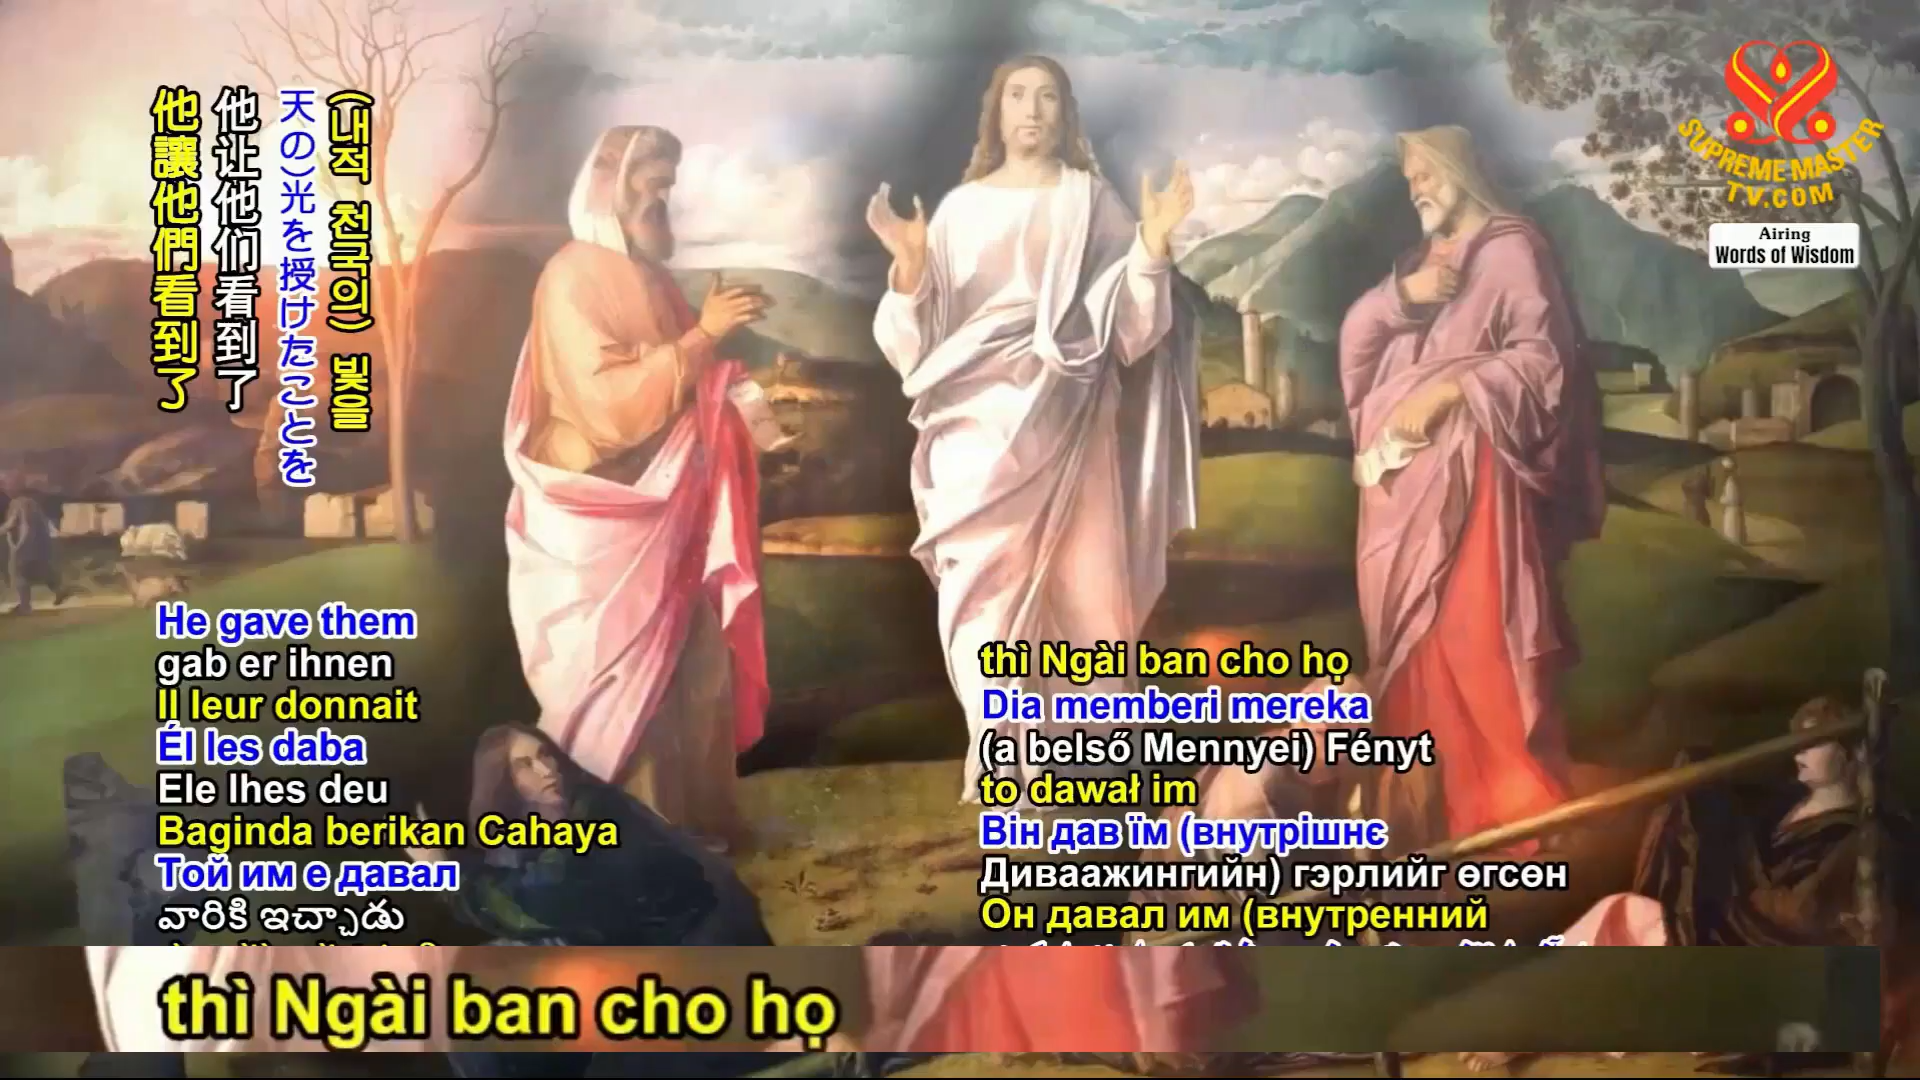 (내적 천국의) 빛을
天の)光を授けたことを
他让他们看到了
他讓他們看到了
SUPREME MASTER
TV.COM
Airing
Words of Wisdom
He gave them
gab er ihnen
Il leur donnait
Él les daba
Ele lhes deu
Baginda berikan Cahaya
Той им е давал
వారికి ఇచ్చాడు
thì Ngài ban cho họ
Dia memberi mereka
(a belső Mennyei) Fényt
to dawał im
Він дав їм (внутрішнє
Диваажингийн) гэрлийг өгсөн
Он давал им (внутренний
thì Ngài ban cho họ